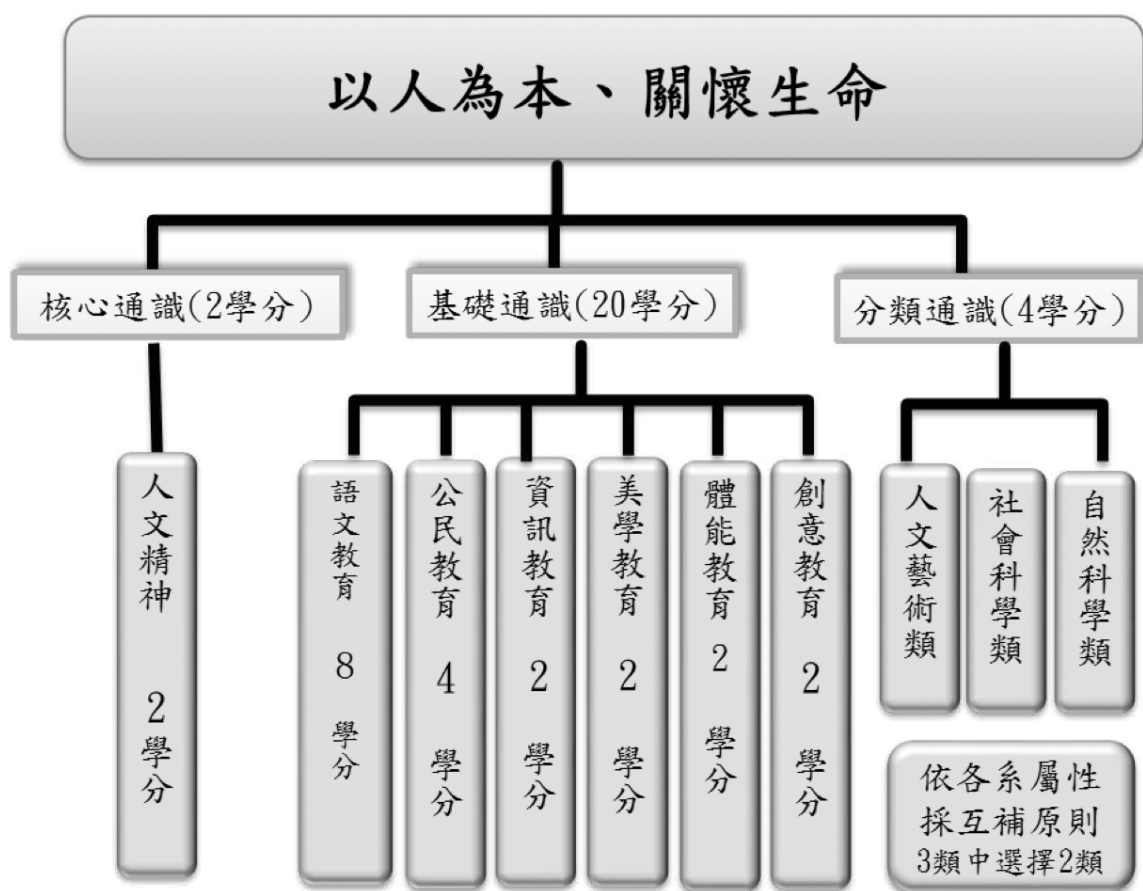 以人為本、關懷生命
核心通識(2學分)
基礎通識(20學分)
分類通識(4學分)
人文精神 2學分
語文教育 8 學分
公民教育 4 學分
資訊教育 2 學分
美學教育 2 學分
體能教育 2 學分
創意教育 2 學分
人文藝術類
社會科學類
自然科學類
依各系屬性
採互補原則
3類中選擇2類